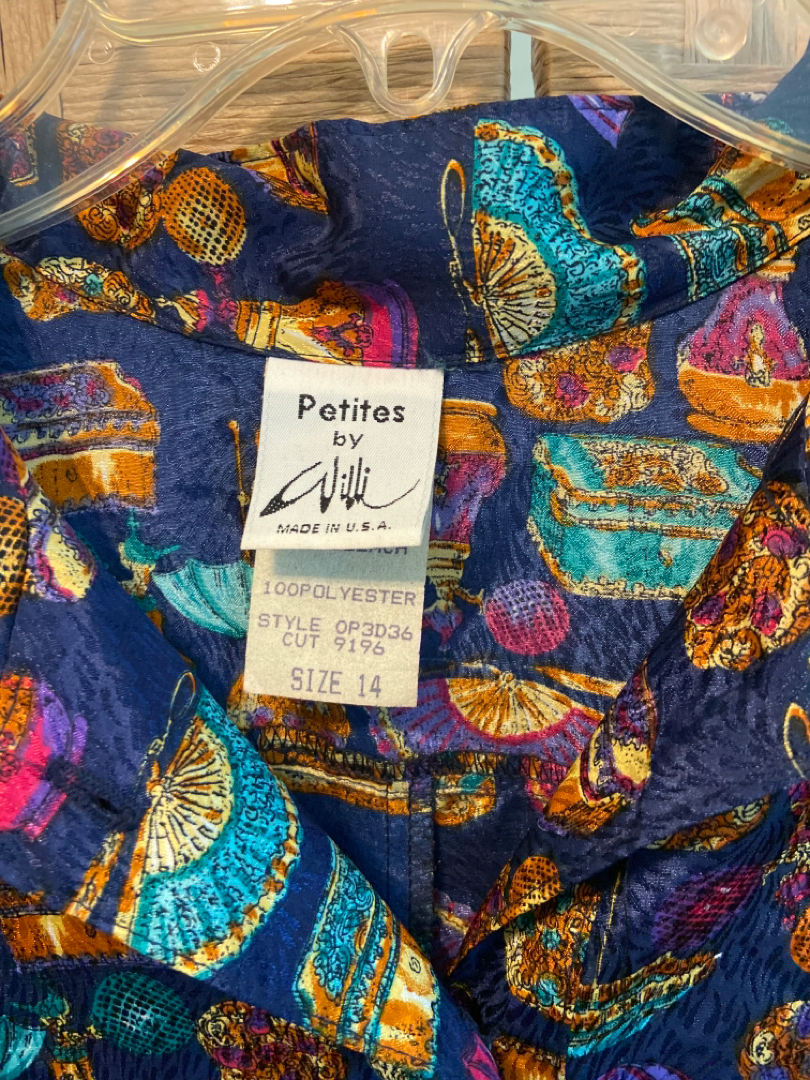 Petites
by
Willi
MADE IN U.S.A.
100POLYESTER
STYLE OP3D36
CUT 9196
SIZE 14